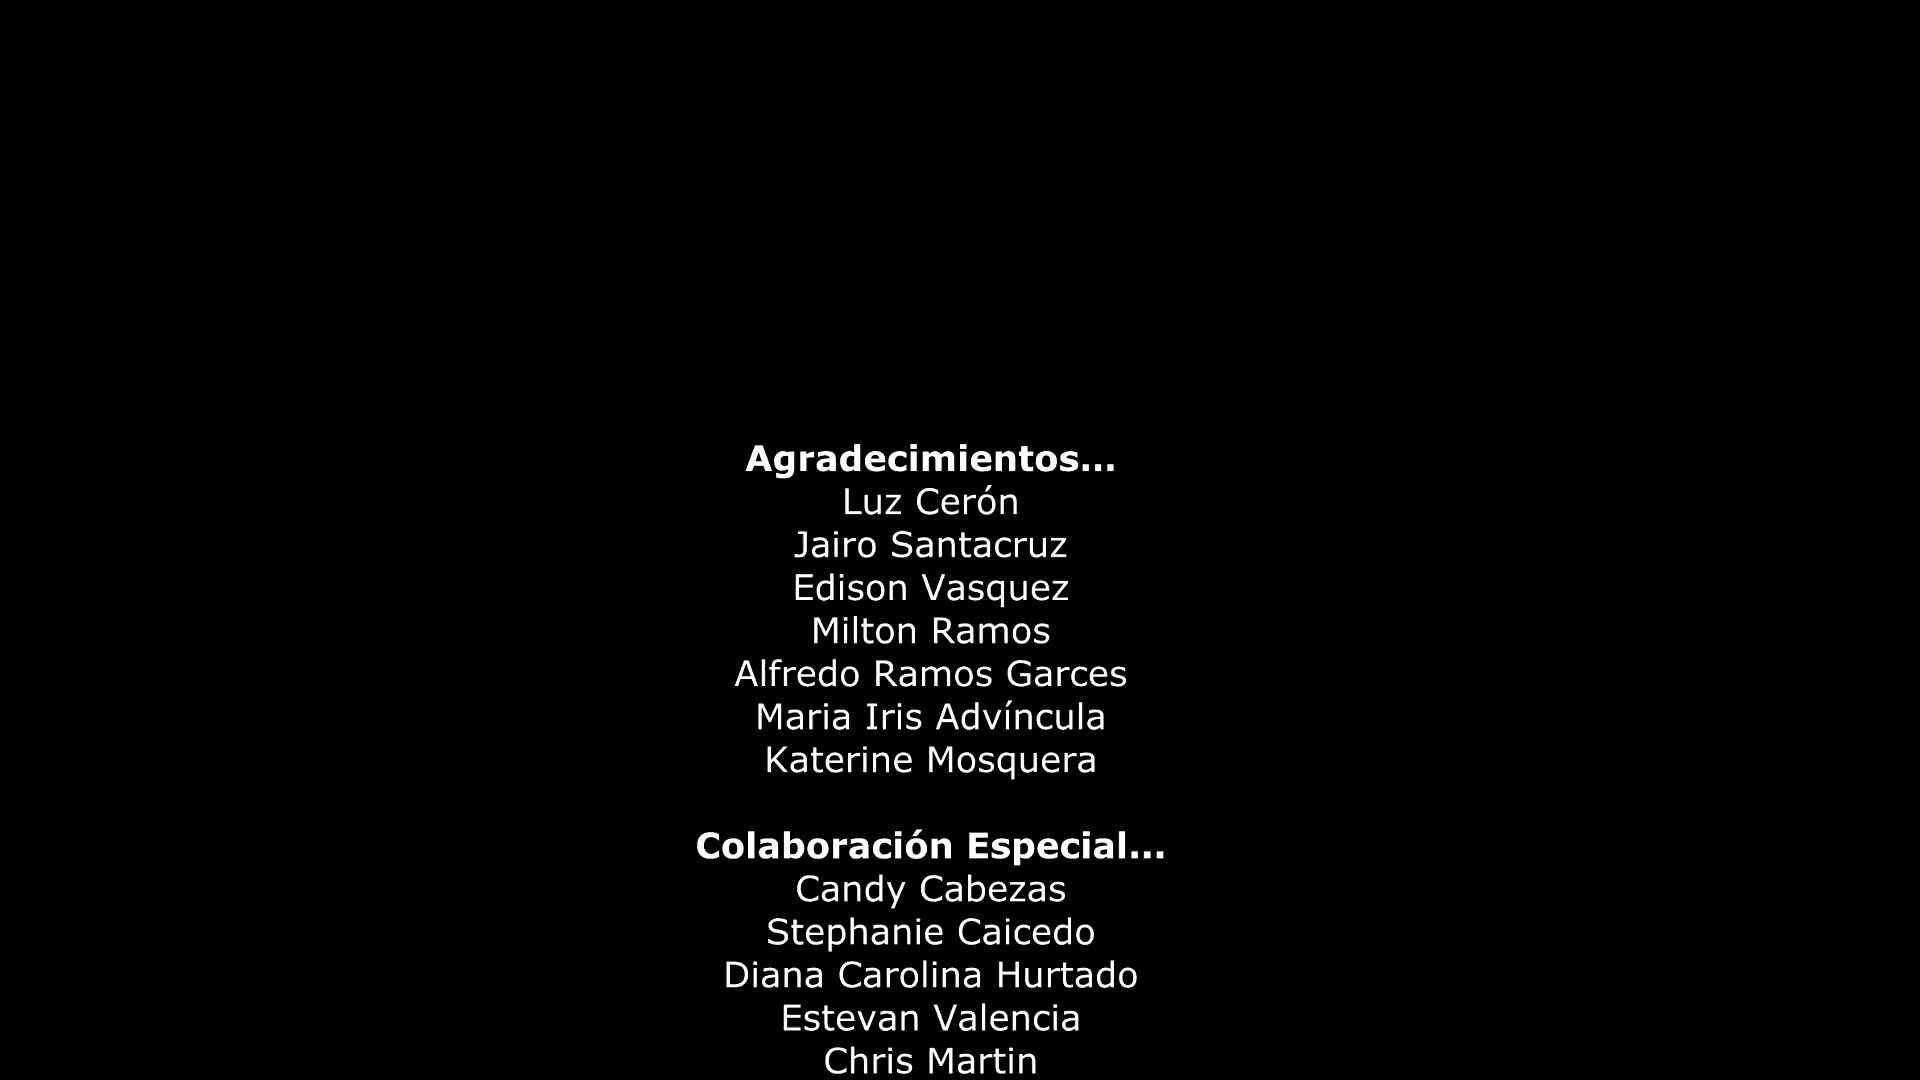 Agradecimientos...
Luz Cerón
Jairo Santacruz
Edison Vasquez
Milton Ramos
Alfredo Ramos Garces
Maria Iris Advíncula
Katerine Mosquera
Colaboración Especial...
Candy Cabezas
Stephanie Caicedo
Diana Carolina Hurtado
Estevan Valencia
Chris Martin